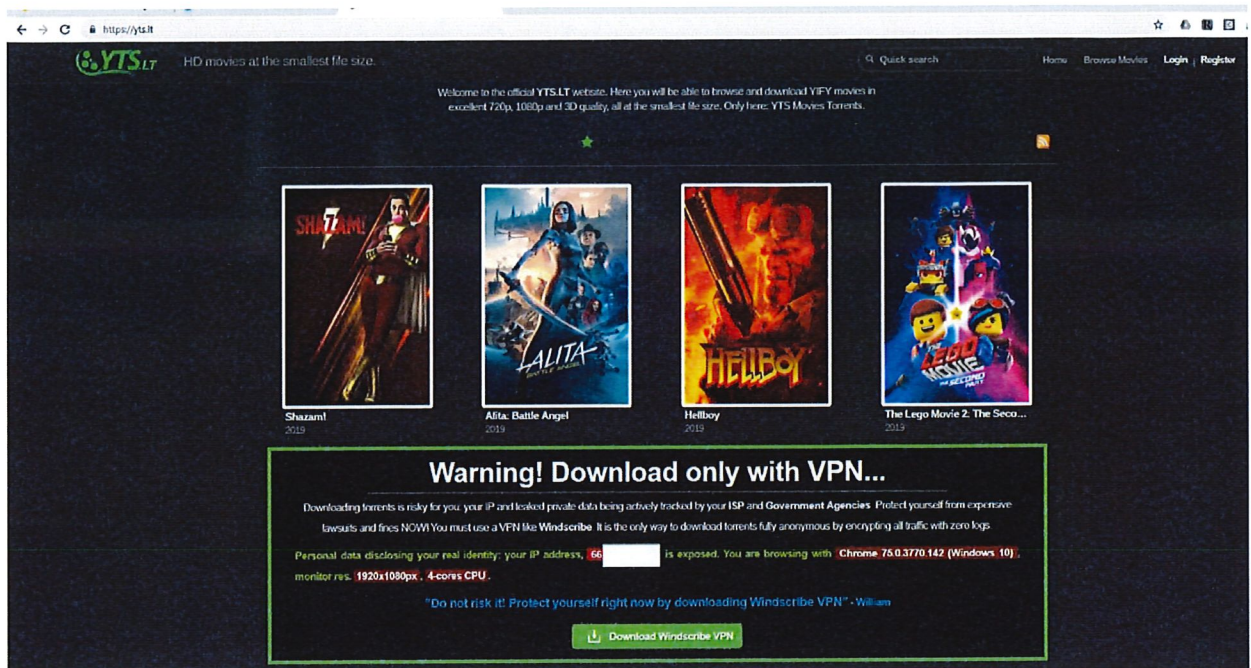 https://yts.lt
YTS.LT HD movies at the smallest file size. Quick search Home Browse Movies Login | Register
Welcome to the official YTS.LT website. Here you will be able to browse and download YIFY movies in
excellent 720p, 1080p and 3D quality, all at the smallest file size. Only here: YTS Movies Torrents.
SHAZAM!
ALITA
BATTLE ANGEL
HELLBOY
THE LEGO MOVIE
THE SECOND PART
Shazam! Alita: Battle Angel Hellboy The Lego Movie 2: The Seco...
2019 2019 2019 2019
Warning! Download only with VPN...
Downloading torrents is risky for you: your IP and leaked private data being actively tracked by your ISP and Government Agencies. Protect yourself from expensive
lawsuits and fines NOW! You must use a VPN like Windscribe. It is the only way to download torrents fully anonymous by encrypting all traffic with zero logs.
Personal data disclosing your real identity: your IP address, 66 is exposed. You are browsing with Chrome 75.0.3770.142 (Windows 10),
monitor res. 1920x1080px, 4-cores CPU.
"Do not risk it! Protect yourself right now by downloading Windscribe VPN" - William
Download Windscribe VPN